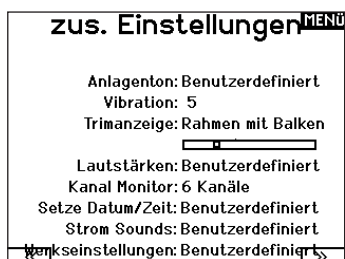 zus. Einstellungen MENÜ
Anlagenton: Benutzerdefiniert
Vibration: 5
Trimanzeige: Rahmen mit Balken
Lautstärken: Benutzerdefiniert
Kanal Monitor: 6 Kanäle
Setze Datum/Zeit: Benutzerdefiniert
Strom Sounds: Benutzerdefiniert
Werkseinstellungen: Benutzerdefiniert